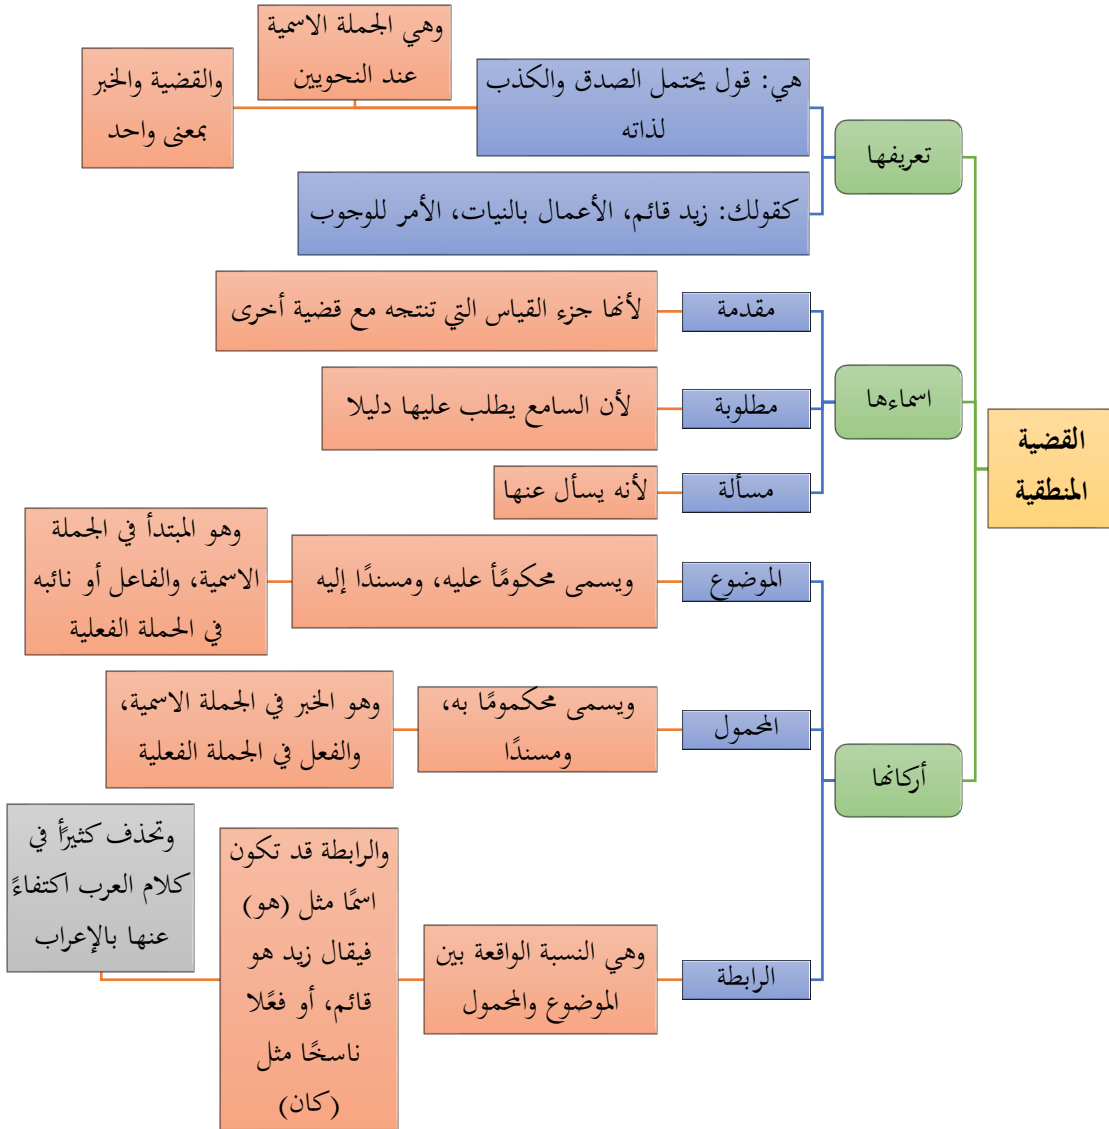 القضية
المنطقية
تعريفها
هي: قول يحتمل الصدق والكذب
لذاته
وهي الجملة الاسمية
عند النحويين
والقضية والخبر
بمعنى واحد
كقولك: زيد قائم، الأعمال بالنيات، الأمر للوجوب
اسماءها
مقدمة
لأنها جزء القياس التي تنتجه مع قضية أخرى
مطلوبة
لأن السامع يطلب عليها دليلا
مسألة
لأنه يسأل عنها
أركانها
الموضوع
ويسمى محكومًأ عليه، ومسندًا إليه
وهو المبتدأ في الجملة
الاسمية، والفاعل أو نائبه
في الجملة الفعلية
المحمول
ويسمى محكمومًا به،
ومسندًا
وهو الخبر في الجملة الاسمية،
والفعل في الجملة الفعلية
الرابطة
وهي النسبة الواقعة بين
الموضوع والمحمول
والرابطة قد تكون
اسمًا مثل (هو)
فيقال زيد هو
قائم، أو فعًلا
ناسخًا مثل
(كان)
وتحذف كثيرًأ في
كلام العرب اكتفاءً
عنها بالإعراب